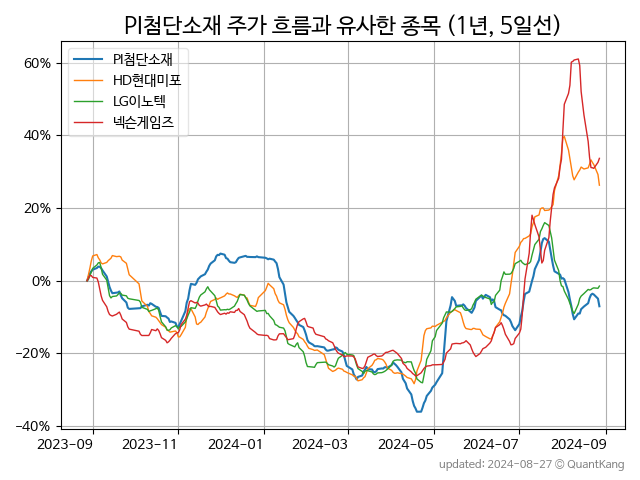 PI첨단소재 주가 흐름과 유사한 종목 (1년, 5일선)
PI첨단소재
HD현대미포
LG이노텍
넥슨게임즈
60%
40%
20%
0%
−20%
−40%
2023-09 2023-11 2024-01 2024-03 2024-05 2024-07 2024-09
updated: 2024-08-27 © QuantKang